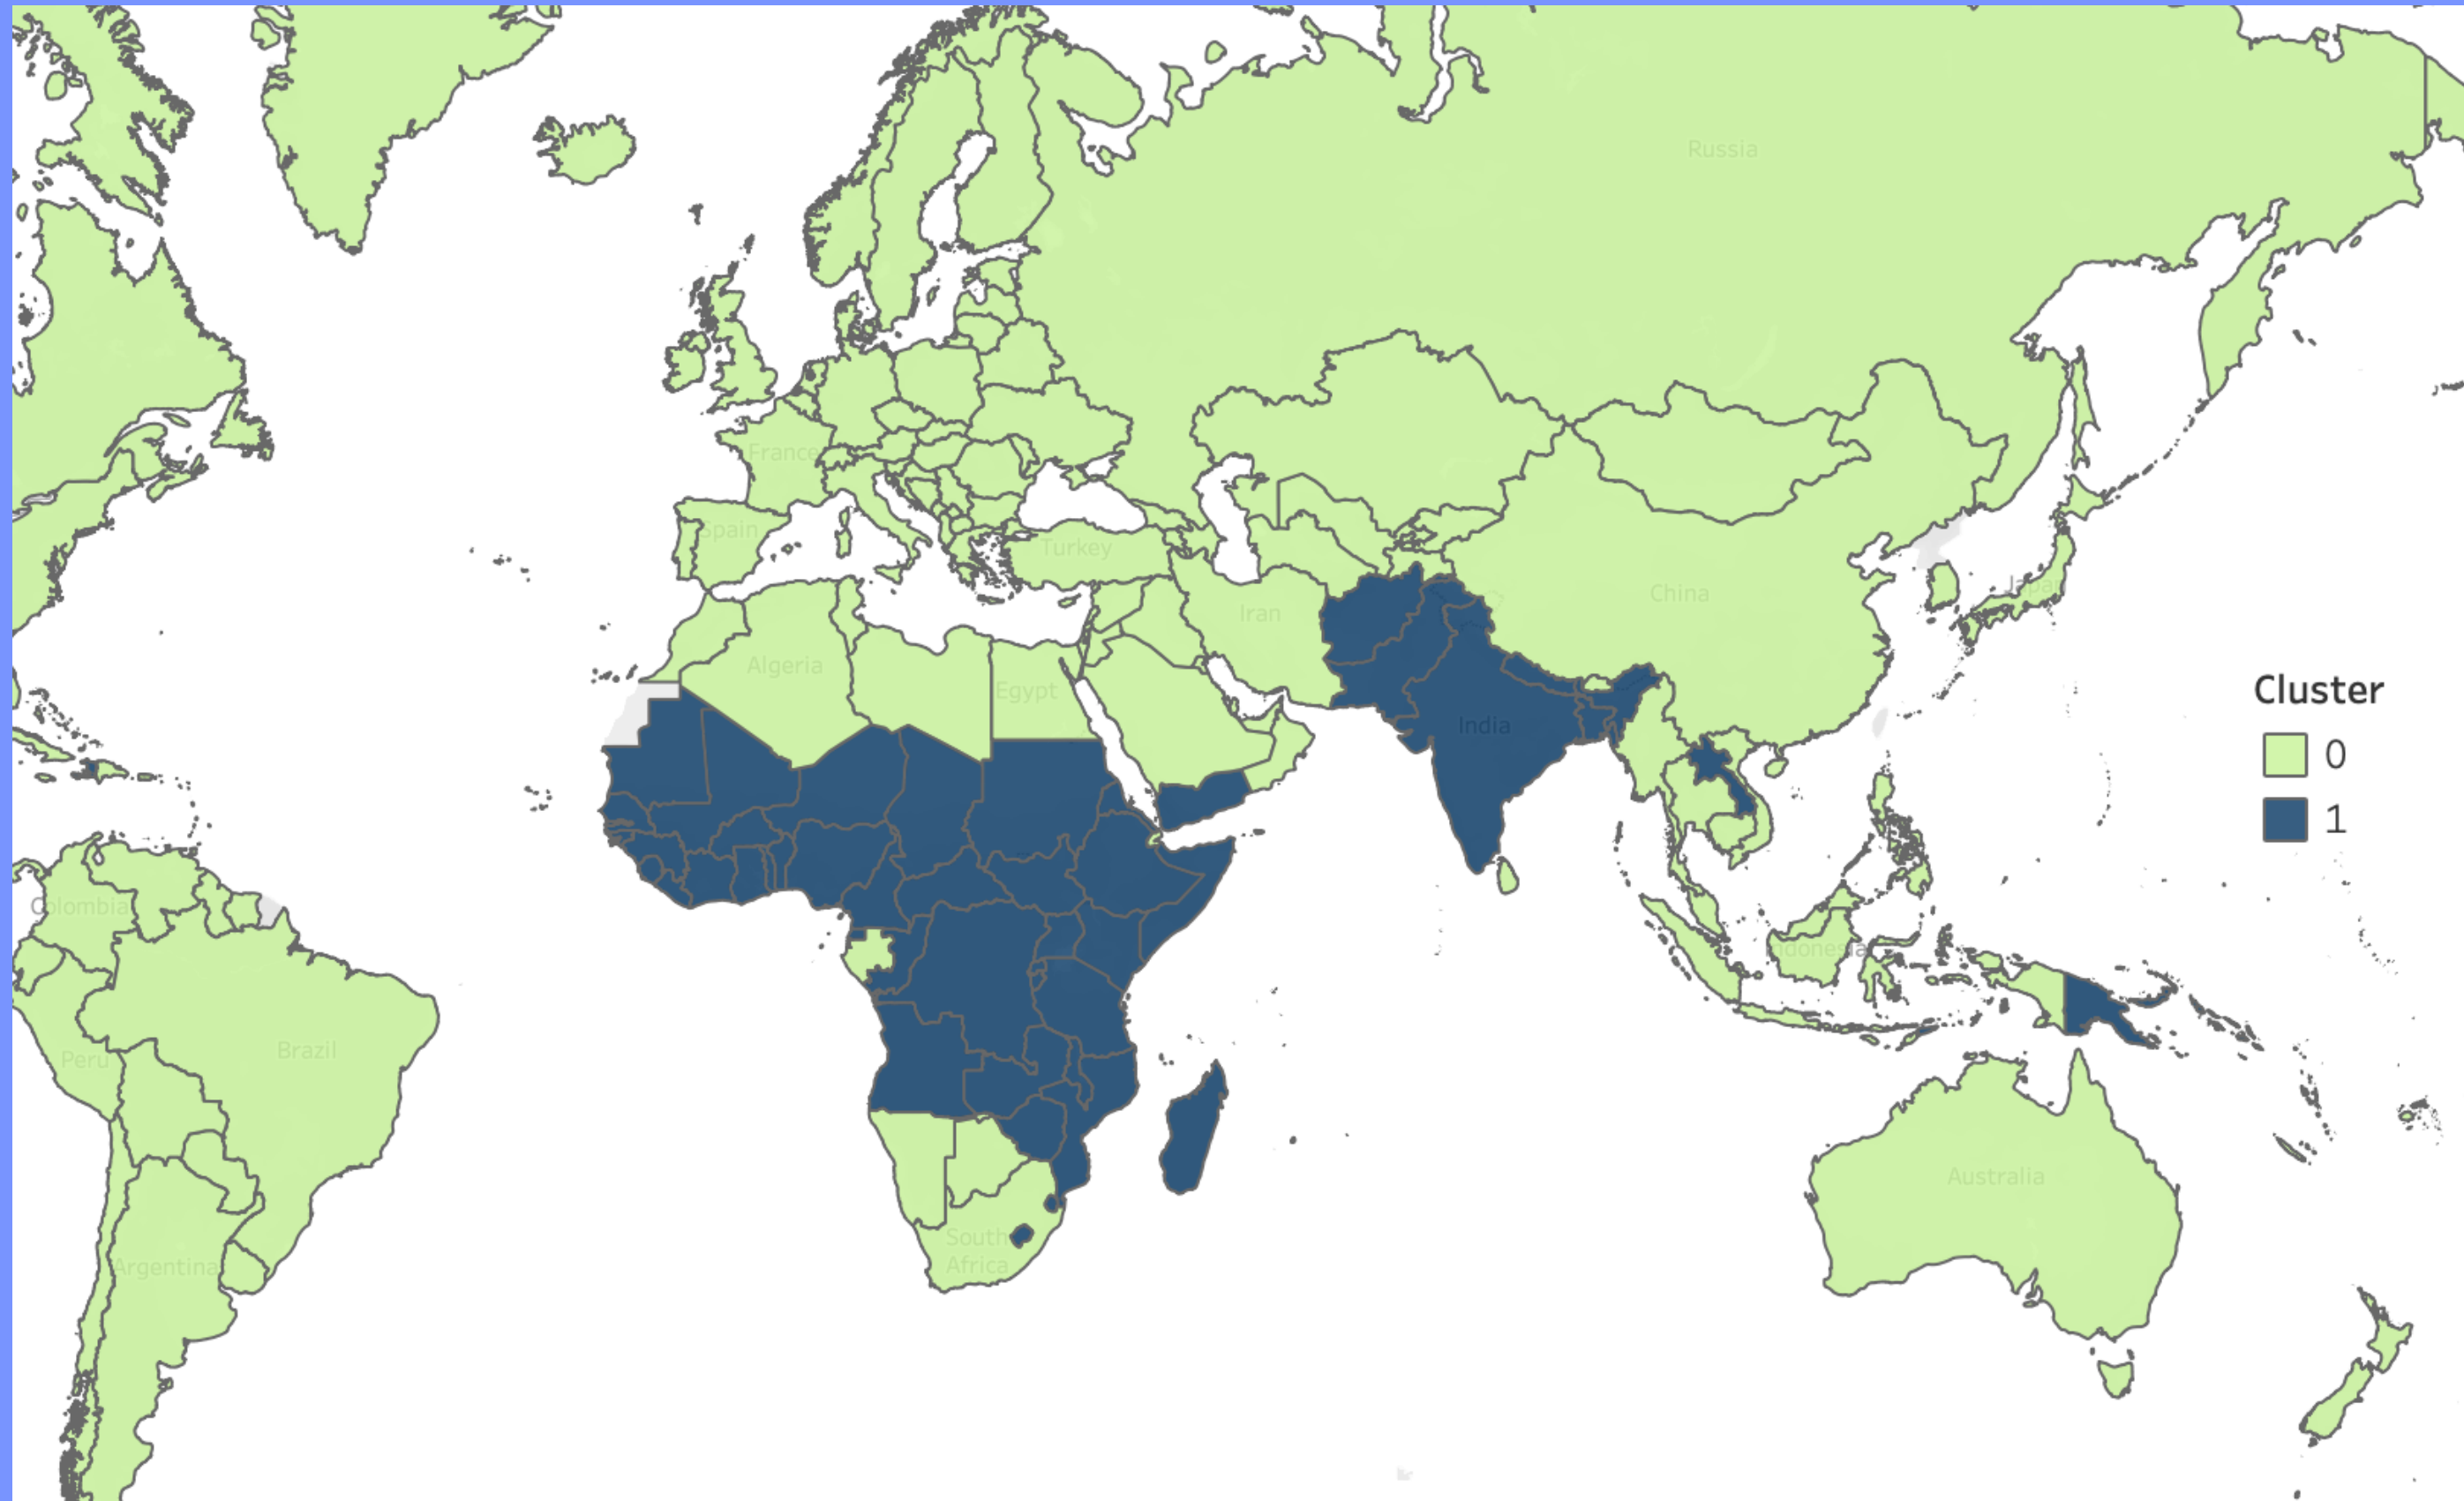 Russia
France
Spain
Turkey
China
Japan
Iran
Algeria
Egypt
India
Cluster
0
1
Colombia
Indonesia
Peru
Brazil
Australia
South
Africa
Argentina